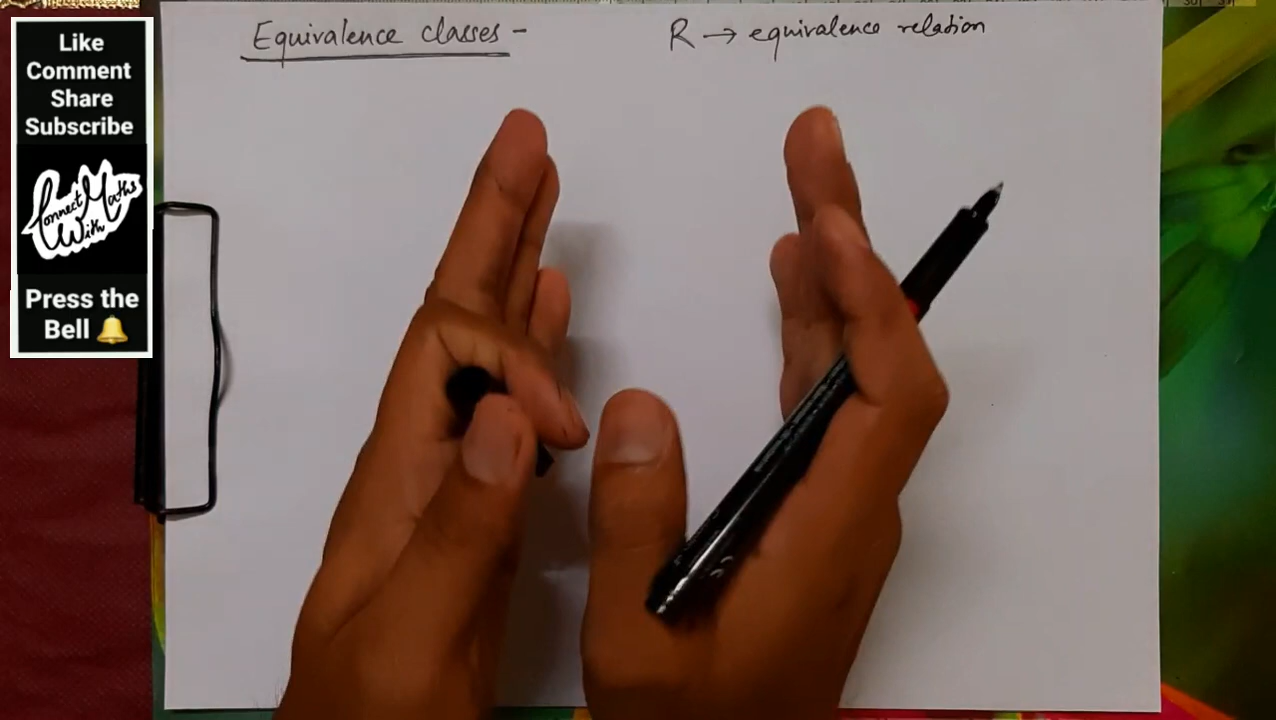 Equivalence classes -
R → equivalence relation
Like
Comment
Share
Subscribe
Connect
With
Maths
Press the
Bell 🔔